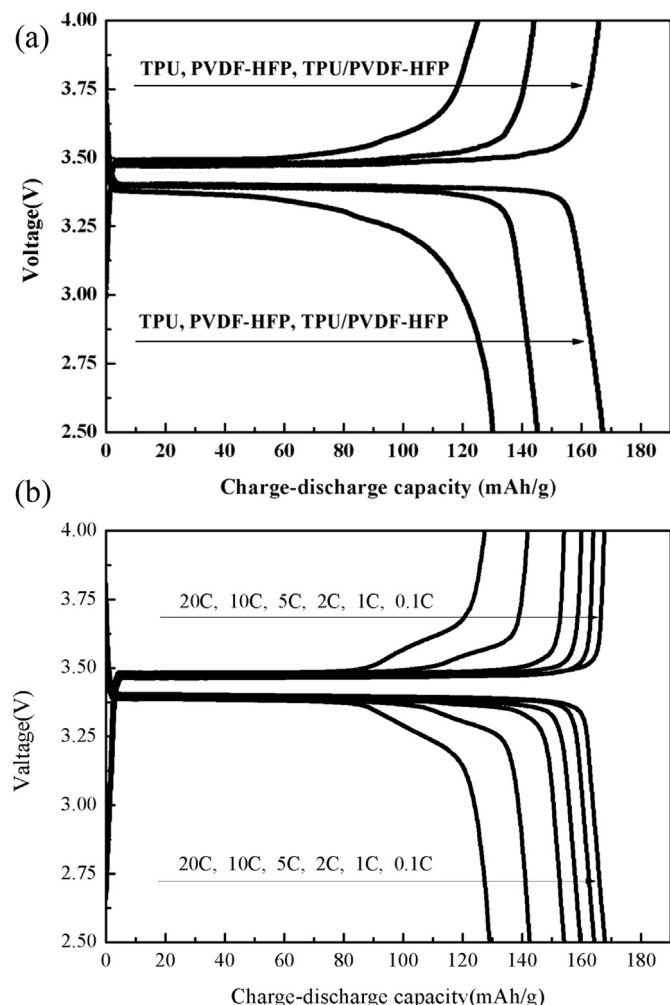 (a)
4.00
TPU, PVDF-HFP, TPU/PVDF-HFP
3.75
3.50
Voltage(V)
3.25
3.00
TPU, PVDF-HFP, TPU/PVDF-HFP
2.75
2.50
0 20 40 60 80 100 120 140 160 180
Charge-discharge capacity (mAh/g)
(b)
4.00
20C, 10C, 5C, 2C, 1C, 0.1C
3.75
3.50
Valtage(V)
3.25
3.00
20C, 10C, 5C, 2C, 1C, 0.1C
2.75
2.50
0 20 40 60 80 100 120 140 160 180
Charge-discharge capacity(mAh/g)